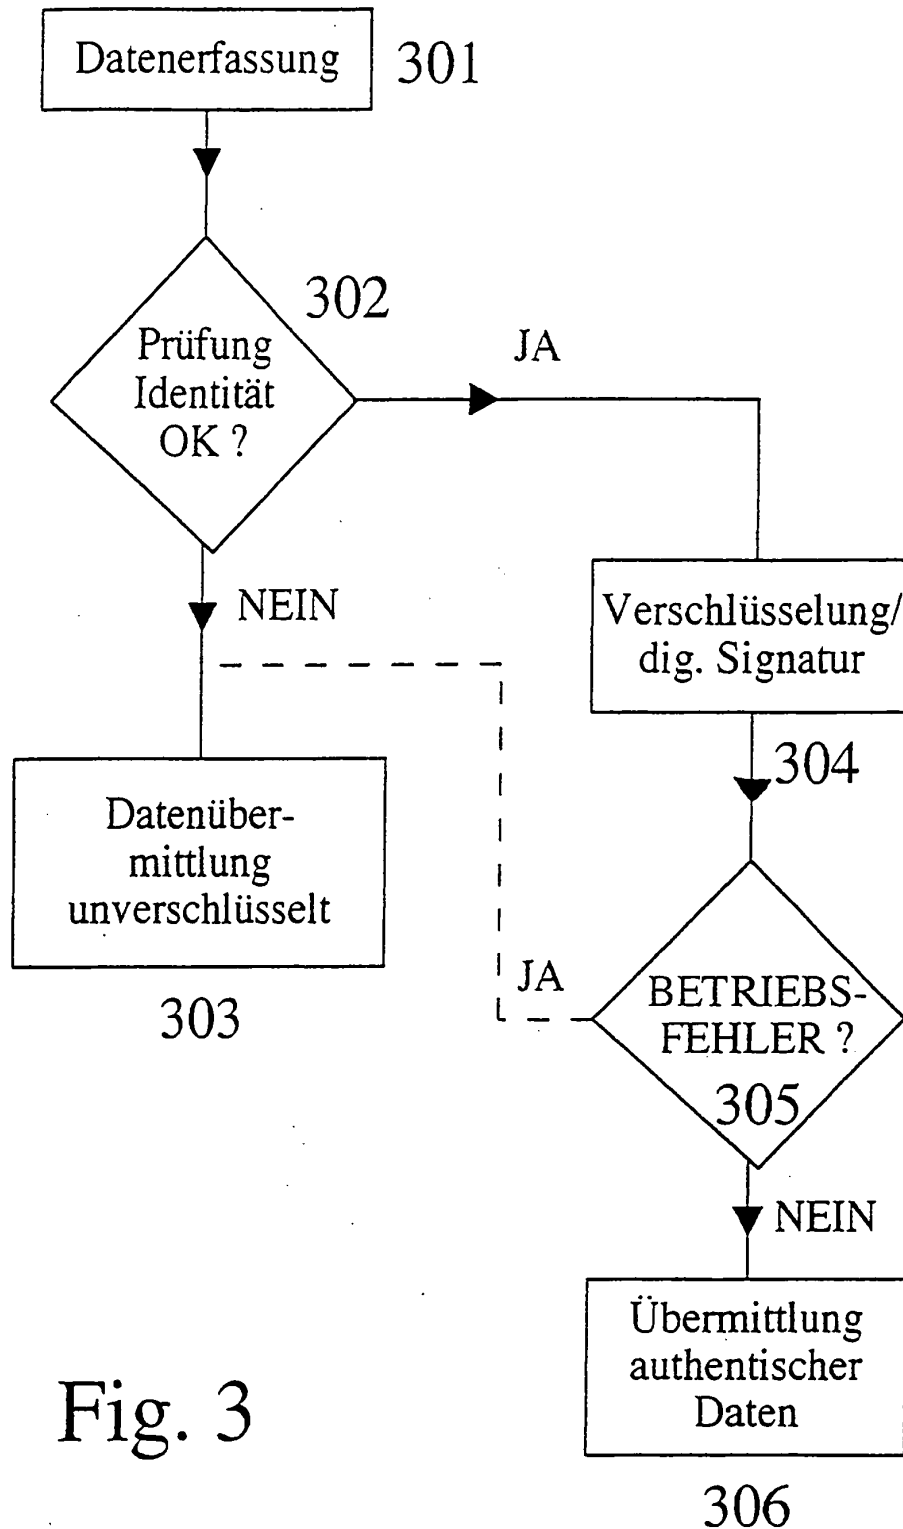 Datenerfassung
301
302
Prüfung
Identität
OK ?
JA
NEIN
Verschlüsselung/
dig. Signatur
304
Datenüber-
mittlung
unverschlüsselt
303
JA
BETRIEBS-
FEHLER ?
305
NEIN
Übermittlung
authentischer
Daten
306
Fig. 3